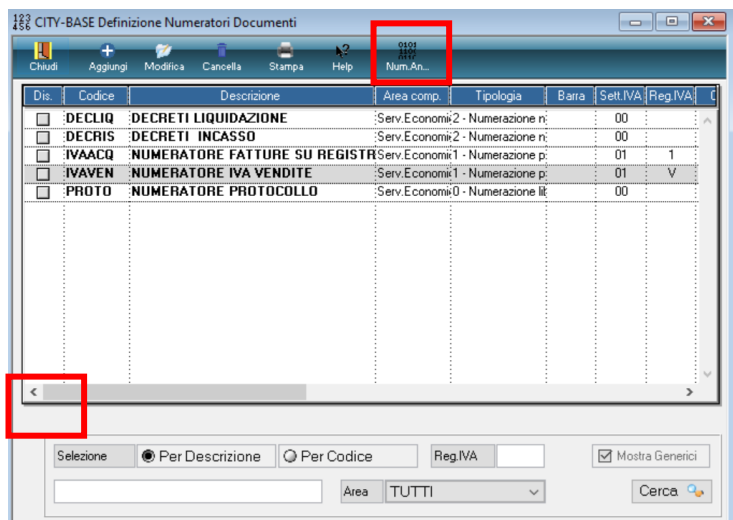 CITY-BASE Definizione Numeratori Documenti
Chiudi Aggiungi Modifica Cancella Stampa Help Num.An...
Dis. Codice Descrizione Area comp. Tipologia Barra Sett.IVA Reg.IVA
DECLIQ DECRETI LIQUIDAZIONE Serv.Economi 2 - Numerazione n 00
DECRIS DECRETI INCASSO Serv.Economi 2 - Numerazione n 00
IVAACQ NUMERATORE FATTURE SU REGISTR Serv.Economi 1 - Numerazione p 01 1
IVAVEN NUMERATORE IVA VENDITE Serv.Economi 1 - Numerazione p 01 V
PROTO NUMERATORE PROTOCOLLO Serv.Economi 0 - Numerazione lib 00
Selezione Per Descrizione Per Codice Reg.IVA Mostra Generici
Area TUTTI Cerca